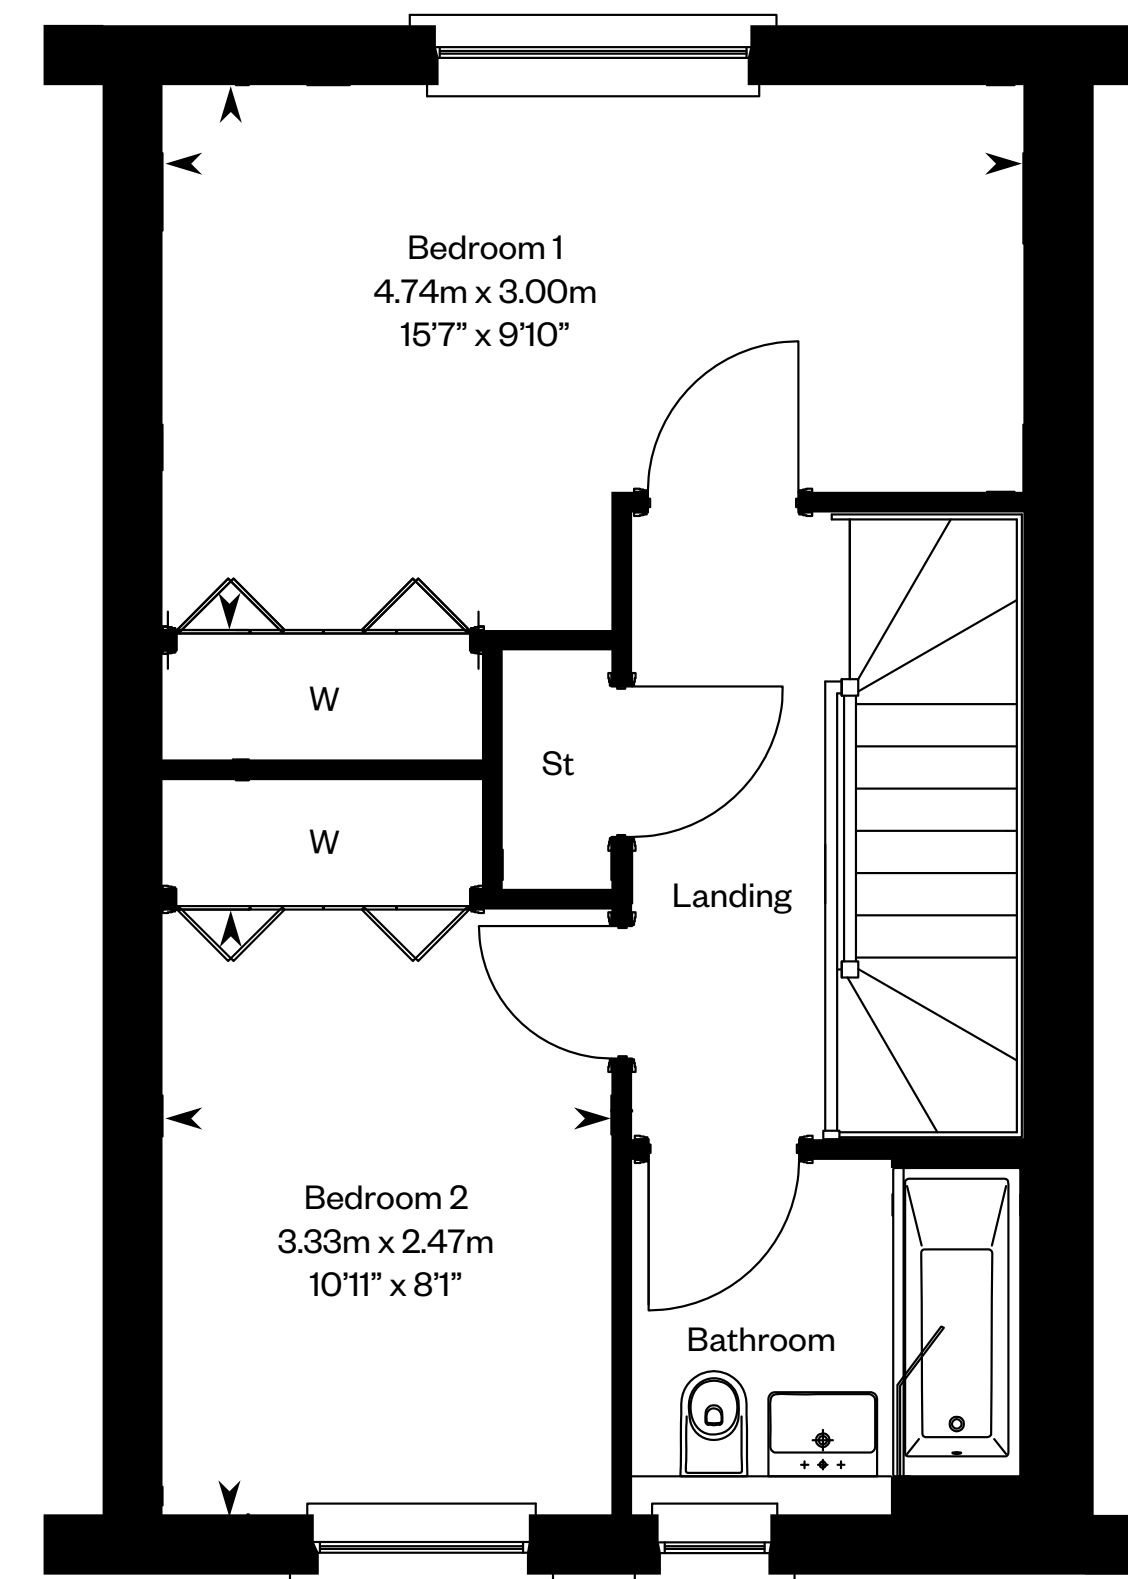 Bedroom 1
4.74m x 3.00m
15’7” x 9’10”
W
St
W
Landing
Bedroom 2
3.33m x 2.47m
10’11” x 8’1”
Bathroom